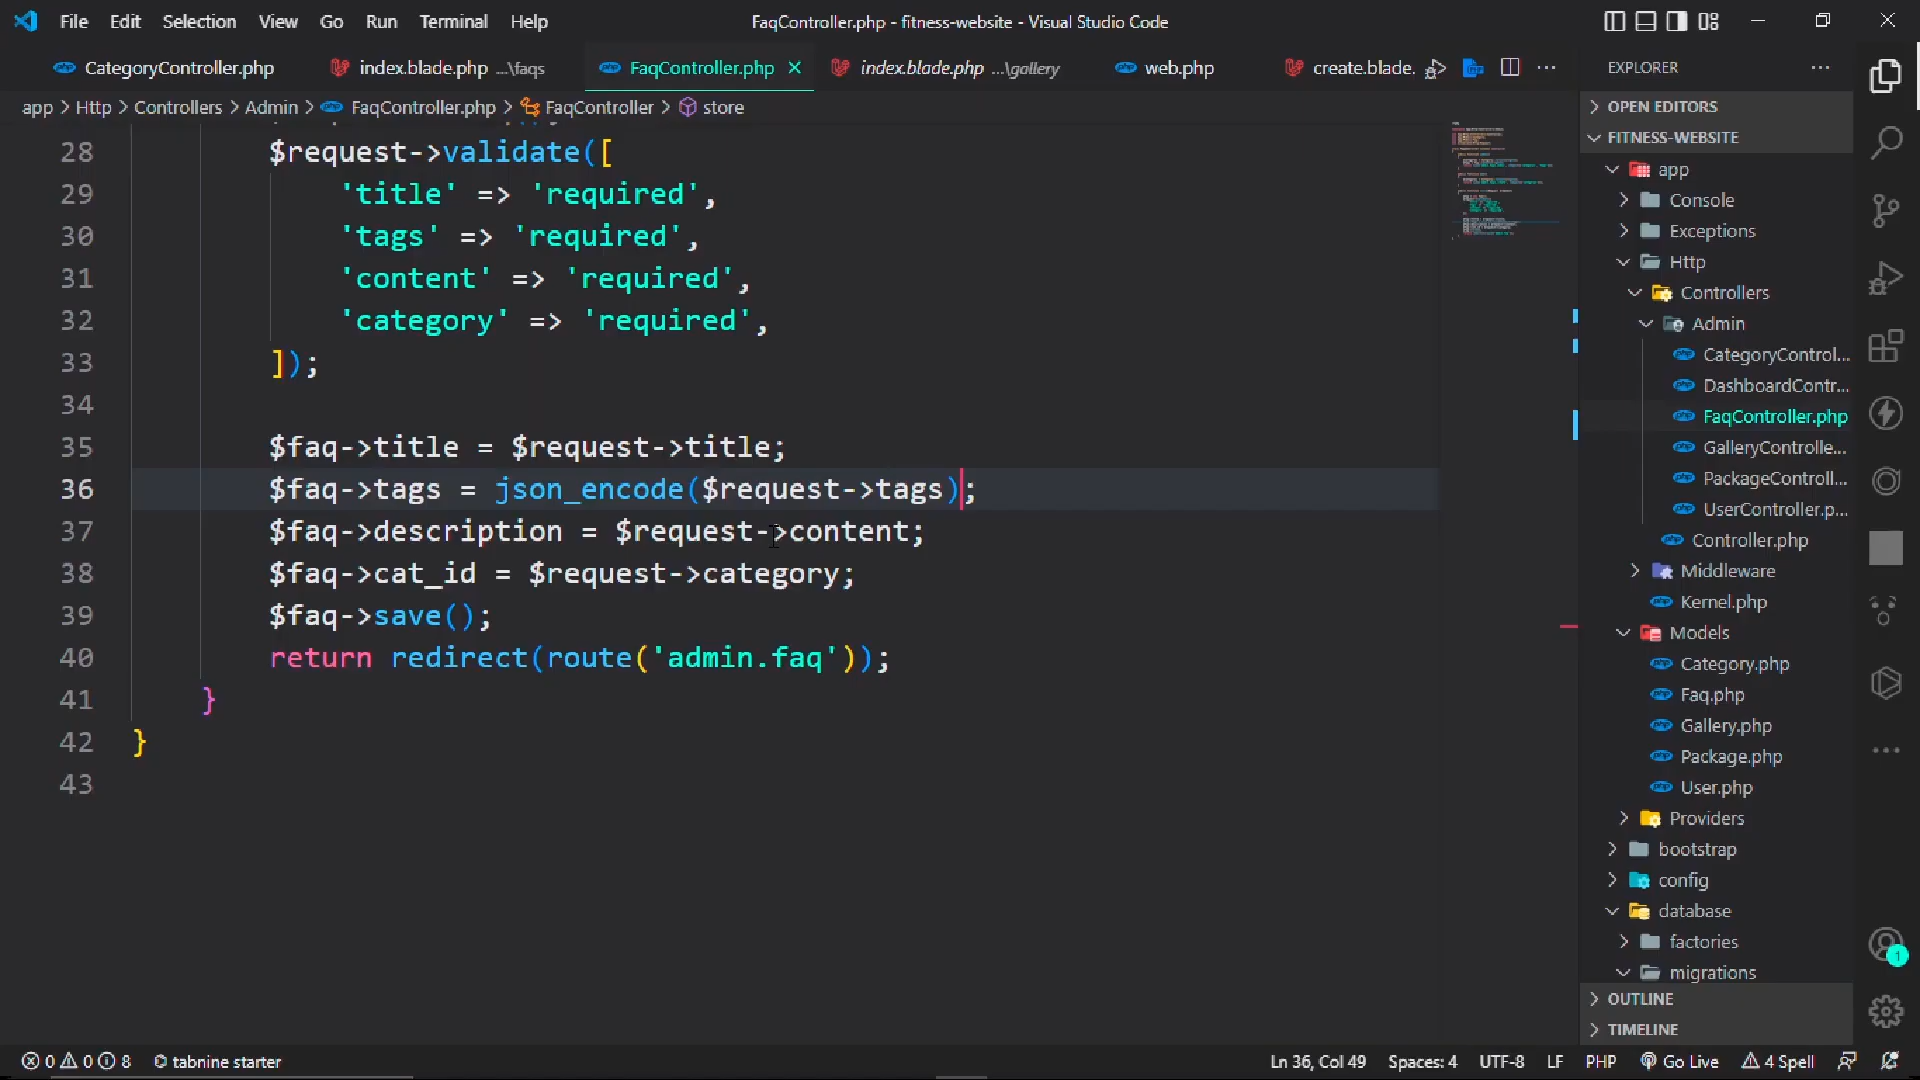 File Edit Selection View Go Run Terminal Help
FaqController.php - fitness-website - Visual Studio Code
CategoryController.php index.blade.php ...\faqs FaqController.php index.blade.php ...\gollery web.php create.blade.
app > Http > Controllers > Admin > FaqController.php > FaqController > store
28 $request->validate([
29 'title' => 'required',
30 'tags' => 'required',
31 'content' => 'required',
32 'category' => 'required',
33 ]);
34
35 $faq->title = $request->title;
36 $faq->tags = json_encode($request->tags);
37 $faq->description = $request->content;
38 $faq->cat_id = $request->category;
39 $faq->save();
40 return redirect(route('admin.faq'));
41 }
42 }
43
EXPLORER
OPEN EDITORS
FITNESS-WEBSITE
app
Console
Exceptions
Http
Controllers
Admin
CategoryControl...
DashboardContr...
FaqController.php
GalleryControlle...
PackageControll...
UserController.p...
Controller.php
Middleware
Kernel.php
Models
Category.php
Faq.php
Gallery.php
Package.php
User.php
Providers
bootstrap
config
database
factories
migrations
OUTLINE
TIMELINE
1
0 0 8 tabnine starter
Ln 36, Col 49 Spaces: 4 UTF-8 LF PHP Go Live 4 Spell